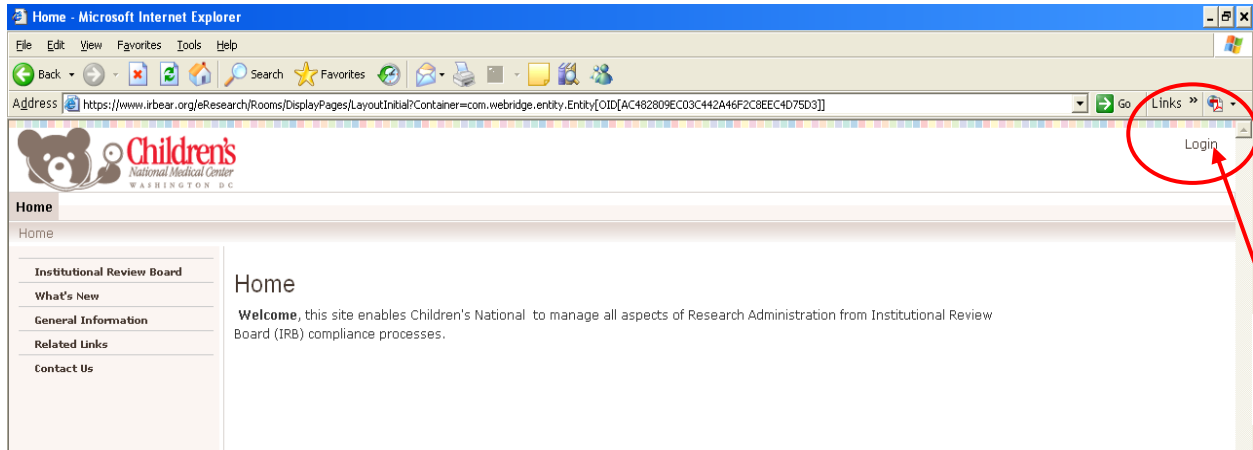 Home - Microsoft Internet Explorer
File Edit View Favorites Tools Help
Back Search Favorites
Address https://www.irbear.org/eResearch/Rooms/DisplayPages/LayoutInitial?Container=com.webridge.entity.Entity[OID[AC482809EC03C442A46F2C8EEC4D75D3]] Go Links »
Children's
National Medical Center
WASHINGTON DC
Login
Home
Home
Institutional Review Board
What's New
General Information
Related Links
Contact Us
Home
Welcome, this site enables Children's National to manage all aspects of Research Administration from Institutional Review
Board (IRB) compliance processes.